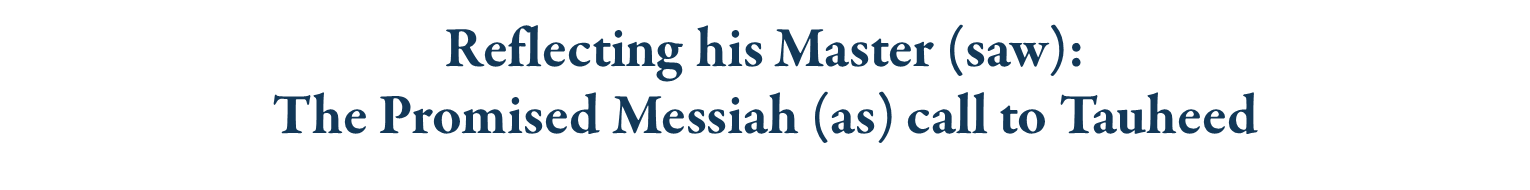 Reflecting his Master (saw):
The Promised Messiah (as) call to Tauheed